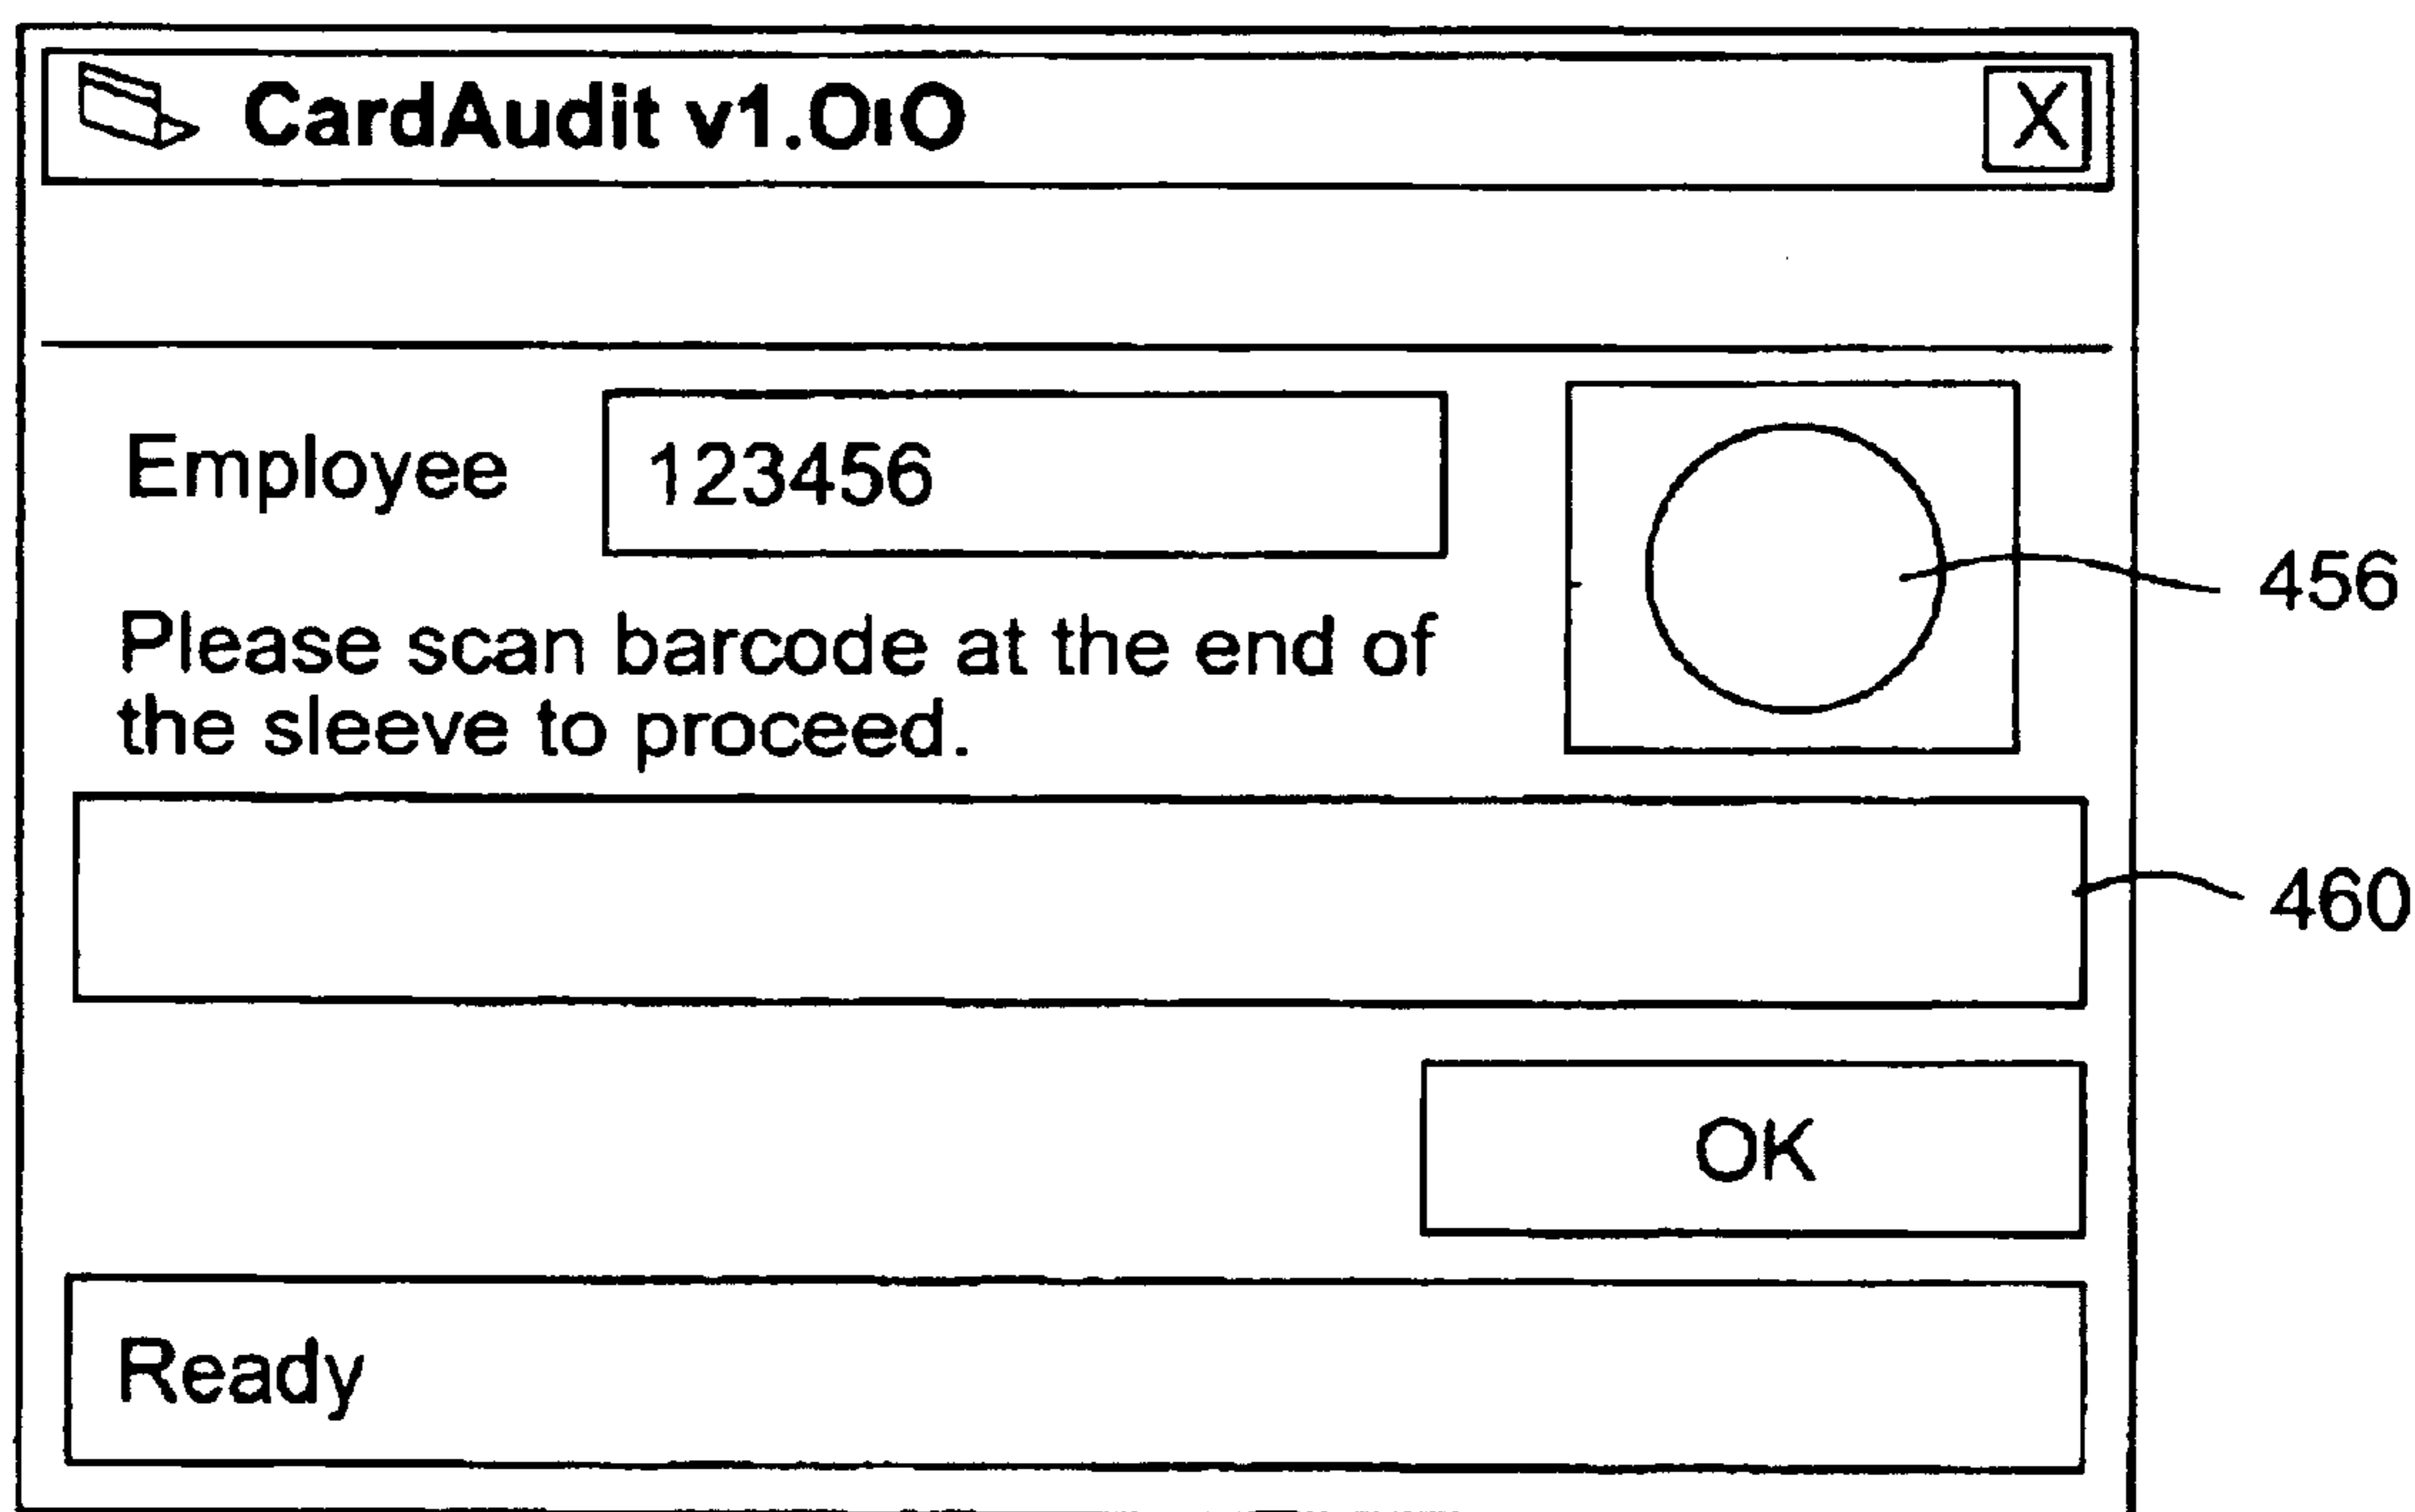 CardAudit v1.0i0
X
Employee 123456
456
Please scan barcode at the end of
the sleeve to proceed.
460
OK
Ready